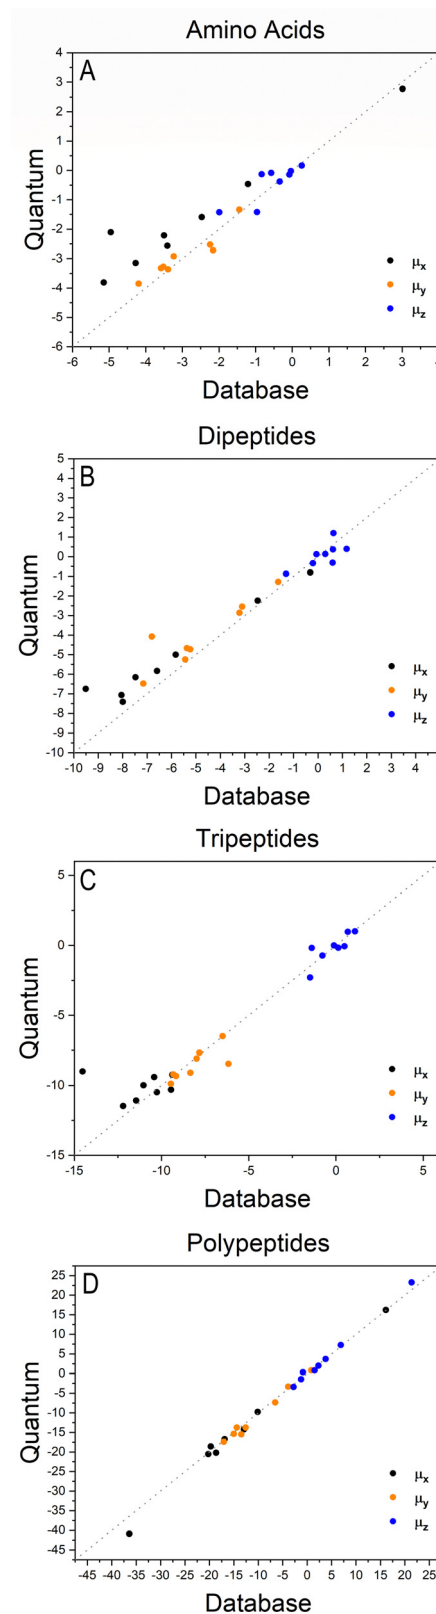 Amino Acids
A
4
3
2
1
0
-1
-2
-3
-4
-5
-6
Quantum
μx
μy
μz
-6 -5 -4 -3 -2 -1 0 1 2 3 4
Database
Dipeptides
B
5
4
3
2
1
0
-1
-2
-3
-4
-5
-6
-7
-8
-9
-10
Quantum
μx
μy
μz
-10 -9 -8 -7 -6 -5 -4 -3 -2 -1 0 1 2 3 4
Database
Tripeptides
C
5
0
-5
-10
-15
Quantum
μx
μy
μz
-15 -10 -5 0 5
Database
Polypeptides
D
25
20
15
10
5
0
-5
-10
-15
-20
-25
-30
-35
-40
-45
Quantum
μx
μy
μz
-45 -40 -35 -30 -25 -20 -15 -10 -5 0 5 10 15 20 25
Database